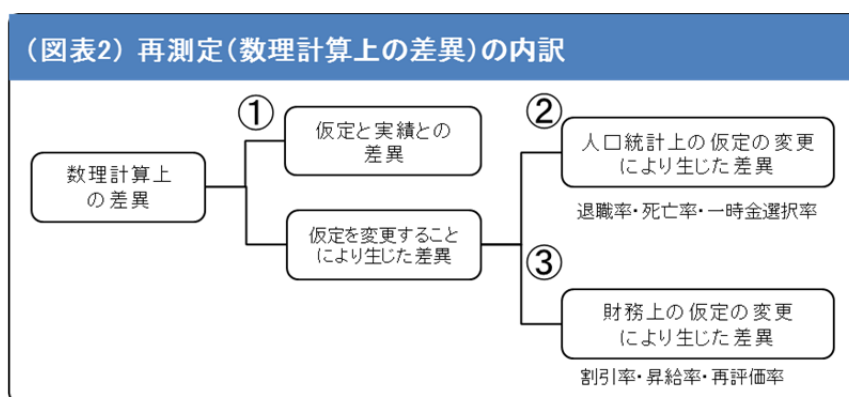 （図表2）再測定（数理計算上の差異）の内訳
①
仮定と実績との
差異
数理計算上
の差異
仮定を変更すること
により生じた差異
②
人口統計上の仮定の変更
により生じた差異
退職率・死亡率・一時金選択率
③
財務上の仮定の変更
により生じた差異
割引率・昇給率・再評価率